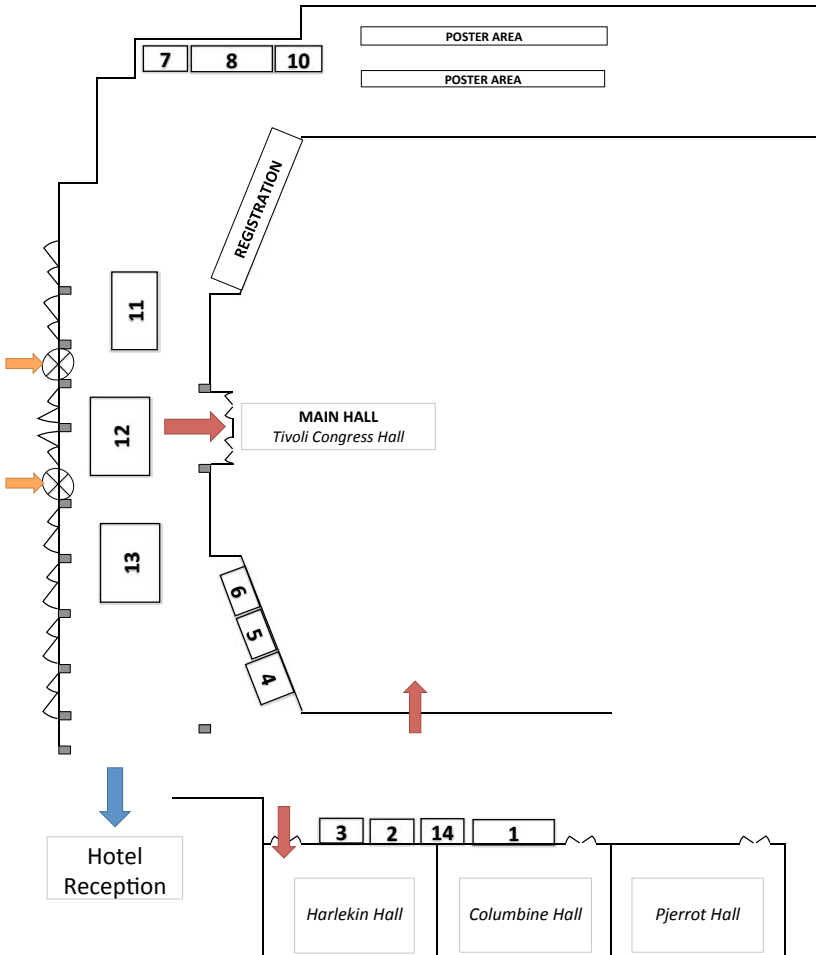 POSTER AREA
7
8
10
POSTER AREA
REGISTRATION
11
MAIN HALL
Tivoli Congress Hall
12
13
6
5
4
3
2
14
1
Hotel
Reception
Harlekin Hall
Columbine Hall
Pjerrot Hall